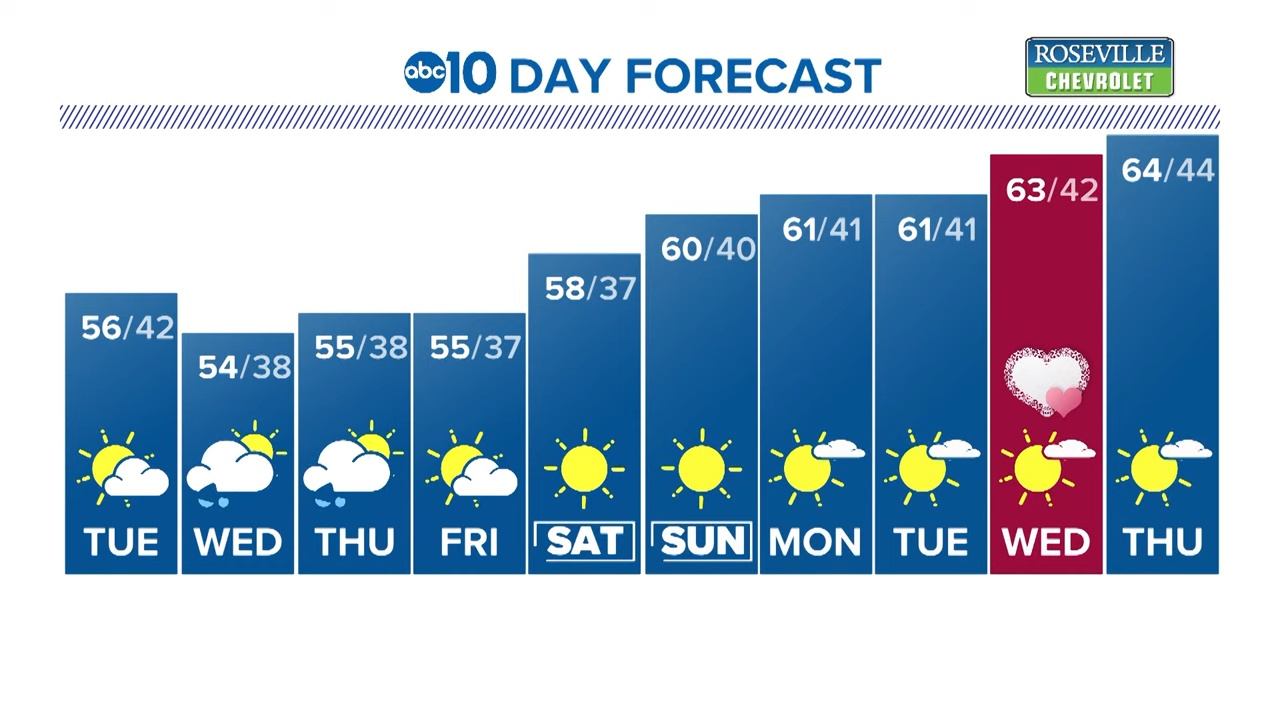 abc10 DAY FORECAST
ROSEVILLE
CHEVROLET
56/42
54/38
55/38
55/37
58/37
60/40
61/41
61/41
63/42
64/44
TUE
WED
THU
FRI
SAT
SUN
MON
TUE
WED
THU